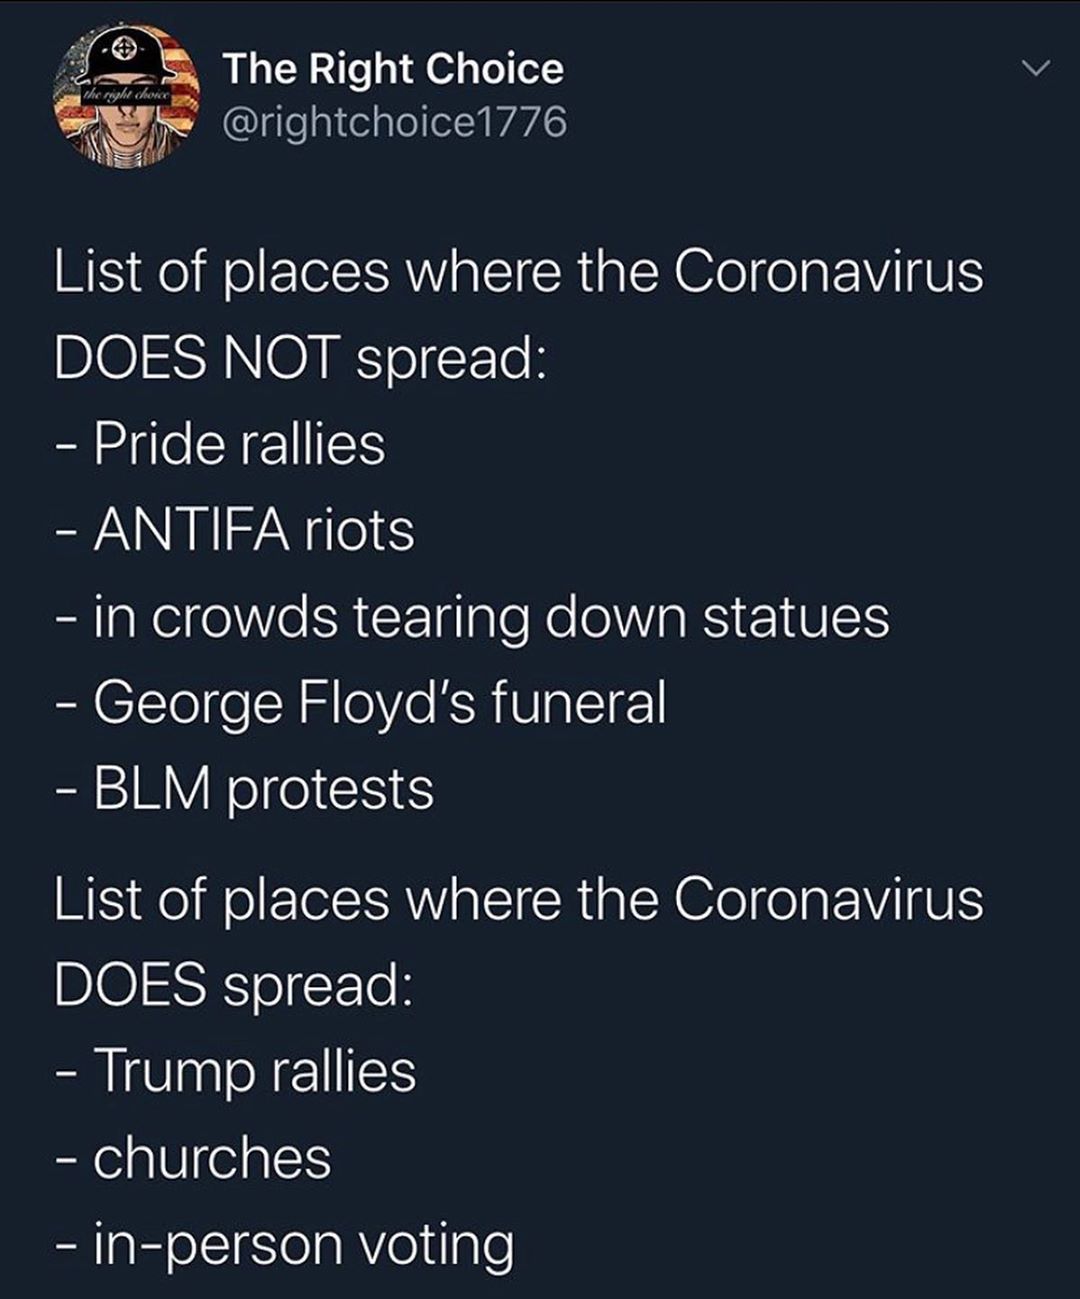 the right choice
The Right Choice
@rightchoice1776
List of places where the Coronavirus
DOES NOT spread:
- Pride rallies
- ANTIFA riots
- in crowds tearing down statues
- George Floyd's funeral
- BLM protests
List of places where the Coronavirus
DOES spread:
- Trump rallies
- churches
- in-person voting